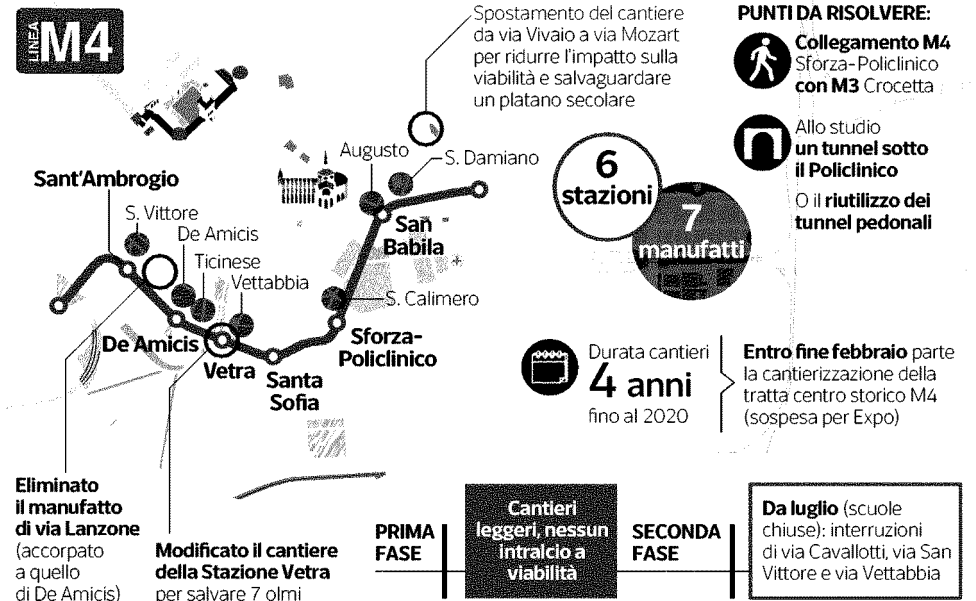 LINEA
M4
Spostamento del cantiere
da via Vivaio a via Mozart
per ridurre l'impatto sulla
viabilità e salvaguardare
un platano secolare
PUNTI DA RISOLVERE:
Collegamento M4
Sforza-Policlinico
con M3 Crocetta
Allo studio
un tunnel sotto
il Policlinico
O il riutilizzo dei
tunnel pedonali
6
stazioni
7
manufatti
Augusto
S. Damiano
Sant'Ambrogio
S. Vittore
De Amicis
Ticinese
Vettabbia
San
Babila
S. Calimero
De Amicis
Vetra
Santa
Sofia
Sforza-
Policlinico
Durata cantieri
4 anni
fino al 2020
Entro fine febbraio parte
la cantierizzazione della
tratta centro storico M4
(sospesa per Expo)
Eliminato
il manufatto
di via Lanzone
(accorpato
a quello
di De Amicis)
Modificato il cantiere
della Stazione Vetra
per salvare 7 olmi
PRIMA
FASE
Cantieri
leggeri, nessun
intralcio a
viabilità
SECONDA
FASE
Da luglio (scuole
chiuse): interruzioni
di via Cavallotti, via San
Vittore e via Vettabbia